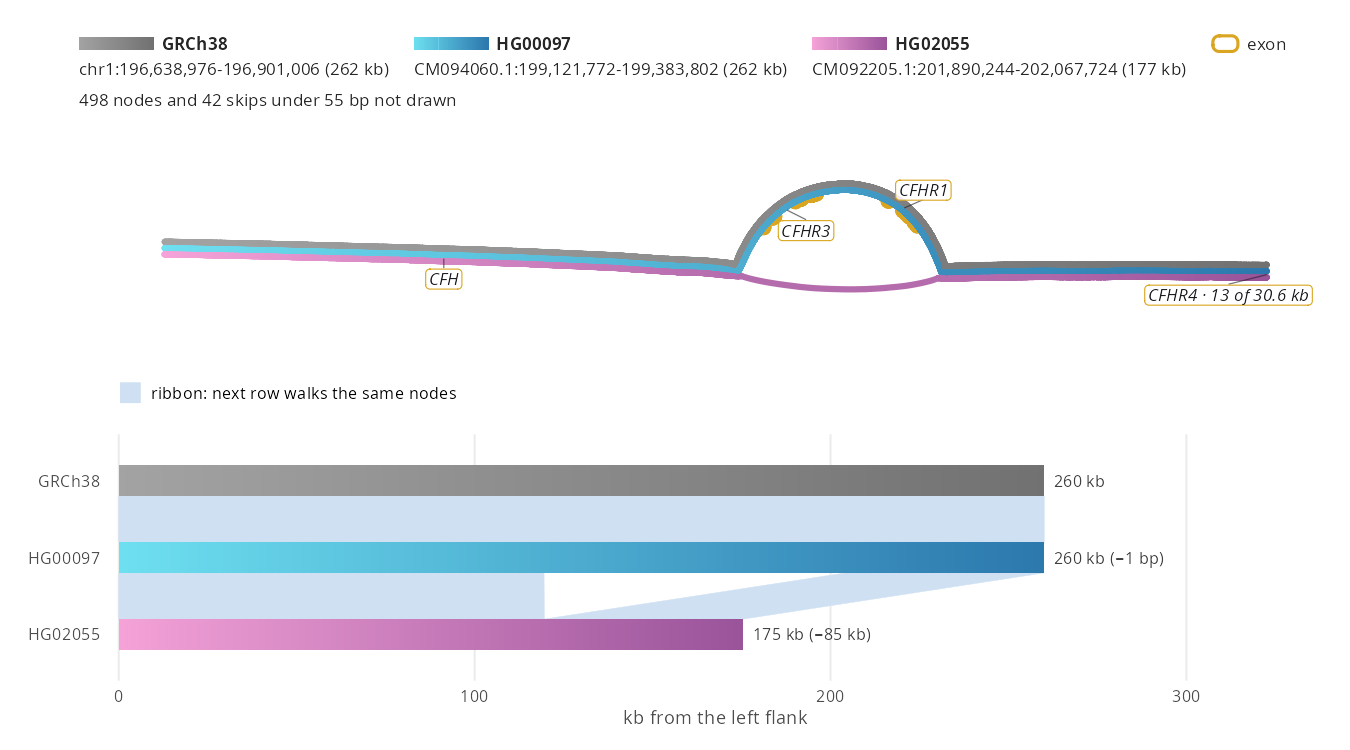 GRCh38
HG00097
HG02055
exon
chr1:196,638,976-196,901,006 (262 kb)
CM094060.1:199,121,772-199,383,802 (262 kb)
CM092205.1:201,890,244-202,067,724 (177 kb)
498 nodes and 42 skips under 55 bp not drawn
CFHR1
CFHR3
CFH
CFHR4 · 13 of 30.6 kb
ribbon: next row walks the same nodes
GRCh38
260 kb
HG00097
260 kb (−1 bp)
HG02055
175 kb (−85 kb)
0
100
200
300
kb from the left flank